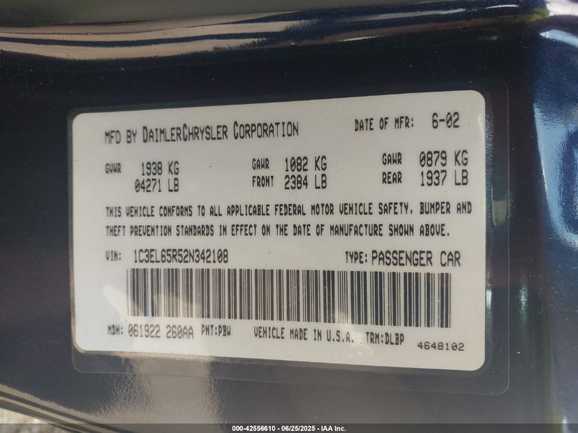 MFD BY DAIMLERCHRYSLER CORPORATION DATE OF MFR: 6-02
GVWR 1938 KG GAWR 1082 KG GAWR 0879 KG
04271 LB FRONT 2384 LB REAR 1937 LB
THIS VEHICLE CONFORMS TO ALL APPLICABLE FEDERAL MOTOR VEHICLE SAFETY, BUMPER AND
THEFT PREVENTION STANDARDS IN EFFECT ON THE DATE OF MANUFACTURE SHOWN ABOVE.
VIN: 1C3EL65R52N342108 TYPE: PASSENGER CAR
MDH: 061922 260AA PNT:PBW VEHICLE MADE IN U.S.A. TRM:DLBP 4648102
000-42556610 - 06/25/2025 - IAA Inc.